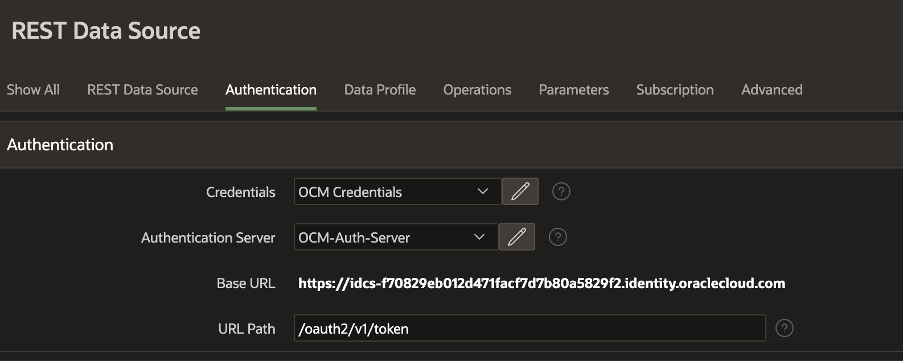 REST Data Source
Show All REST Data Source Authentication Data Profile Operations Parameters Subscription Advanced
Authentication
Credentials OCM Credentials ?
Authentication Server OCM-Auth-Server ?
Base URL https://idcs-f70829eb012d471facf7d7b80a5829f2.identity.oraclecloud.com
URL Path /oauth2/v1/token ?